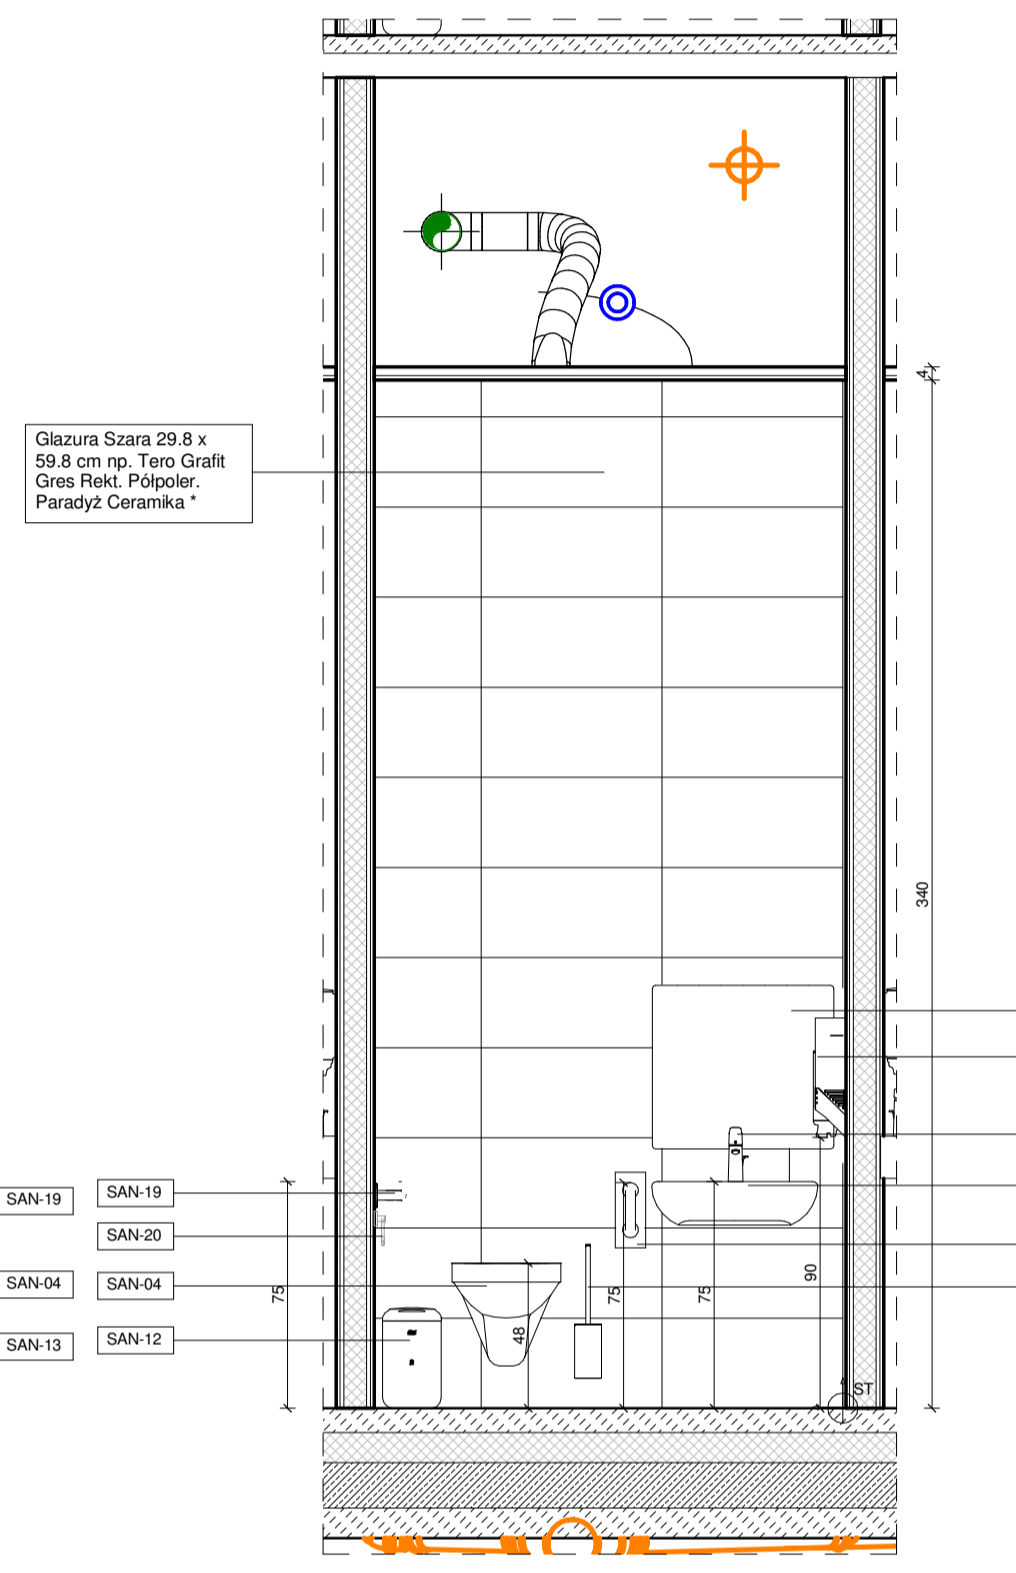 4
Glazura Szara 29.8 x
59.8 cm np. Tero Grafit
Gres Rekt. Półpoler.
Paradyż Ceramika *
340
SAN-19
SAN-19
SAN-20
SAN-04
SAN-04
SAN-13
SAN-12
75
48
75
75
90
ST